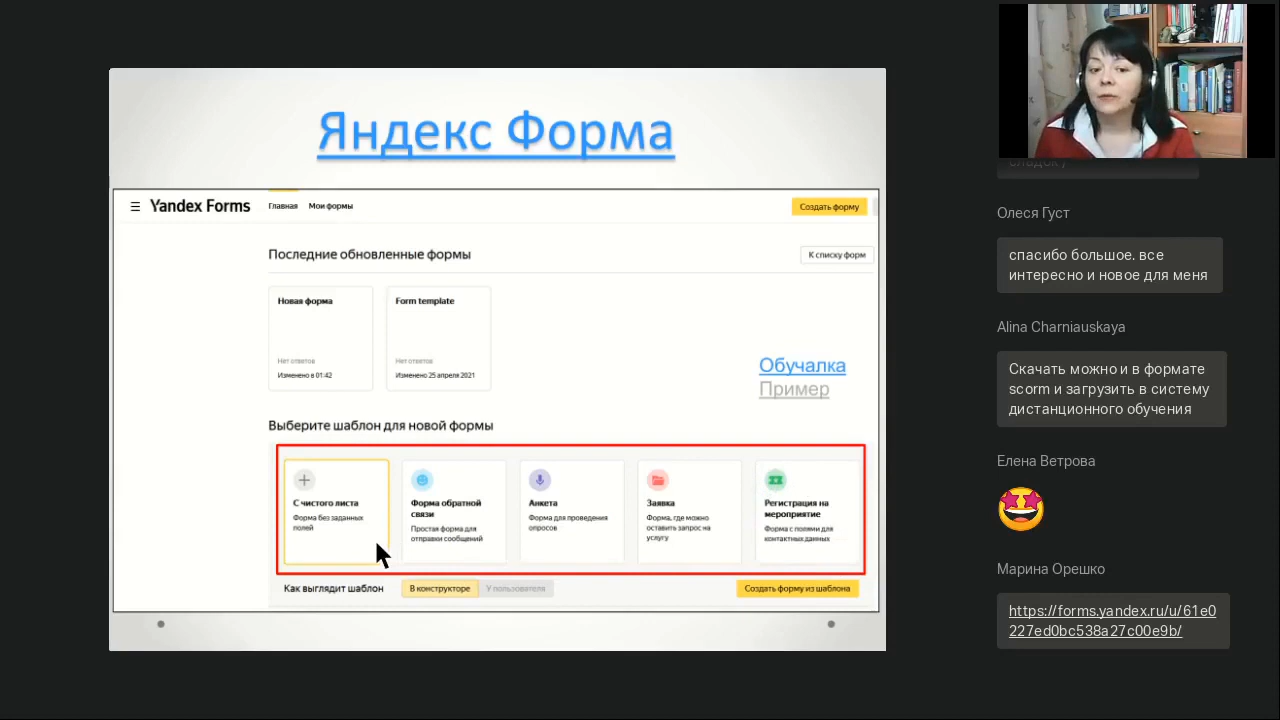 Яндекс Форма
Yandex Forms
Главная
Мои формы
Создать форму
Последние обновленные формы
К списку форм
Новая форма
Нет ответов
Изменено в 01:42
Form template
Нет ответов
Изменено 25 апреля 2021
Обучалка
Пример
Выберите шаблон для новой формы
С чистого листа
Форма без заданных
полей
Форма обратной
связи
Простая форма для
отправки сообщений
Анкета
Форма для проведения
опросов
Заявка
Форма, где можно
оставить запрос на
услугу
Регистрация на
мероприятие
Форма с полями для
контактных данных
Как выглядит шаблон
В конструкторе
У пользователя
Создать форму из шаблона
Олеся Густ
спасибо большое. все
интересно и новое для меня
Alina Charniauskaya
Скачать можно и в формате
scorm и загрузить в систему
дистанционного обучения
Елена Ветрова
Марина Орешко
https://forms.yandex.ru/u/61e0
227ed0bc538a27c00e9b/